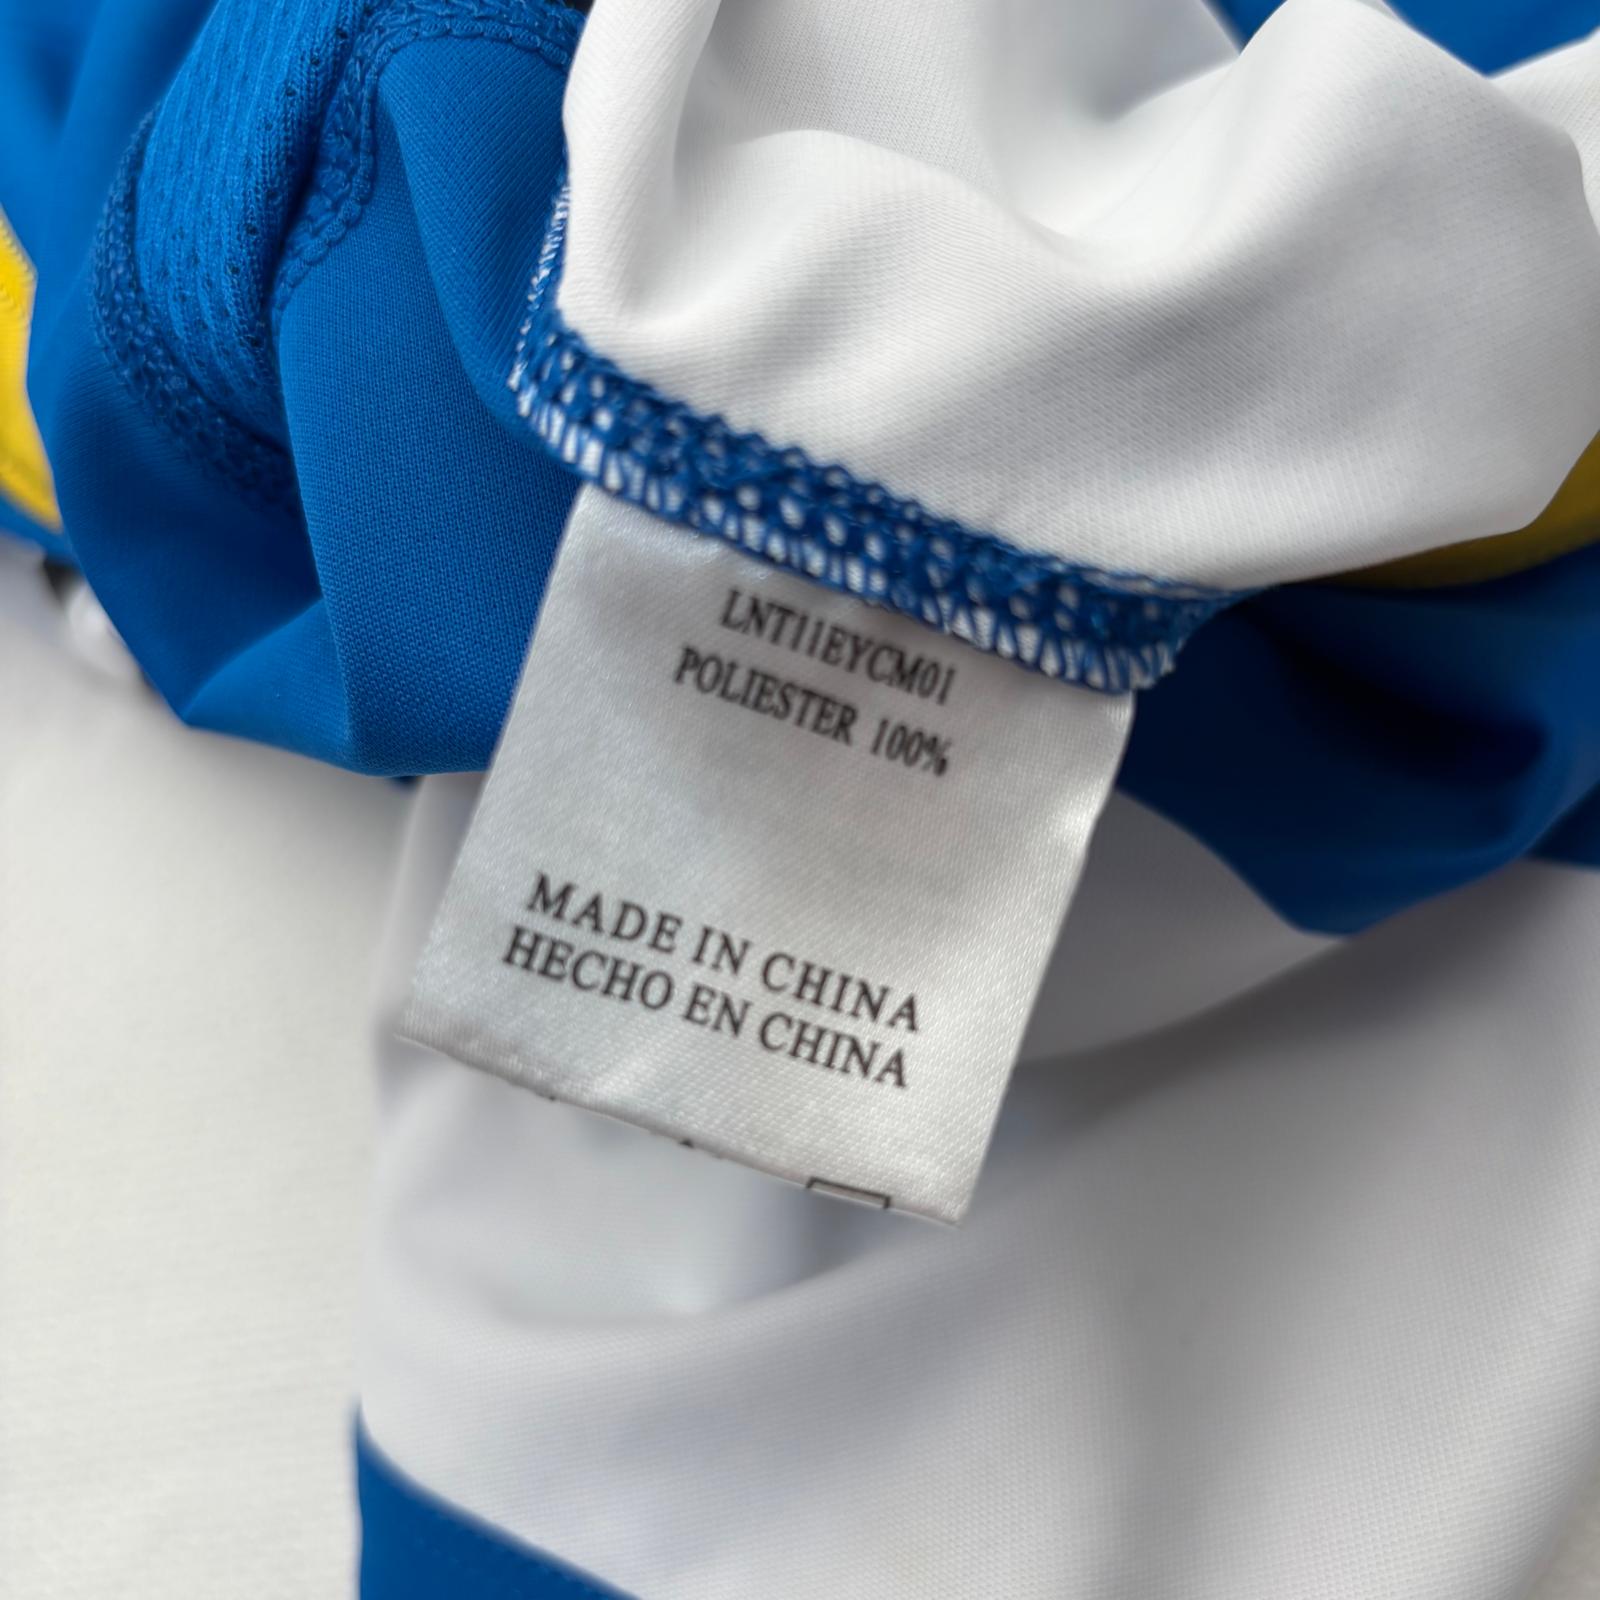 LNT11EYCM01
POLIESTER 100%
MADE IN CHINA
HECHO EN CHINA